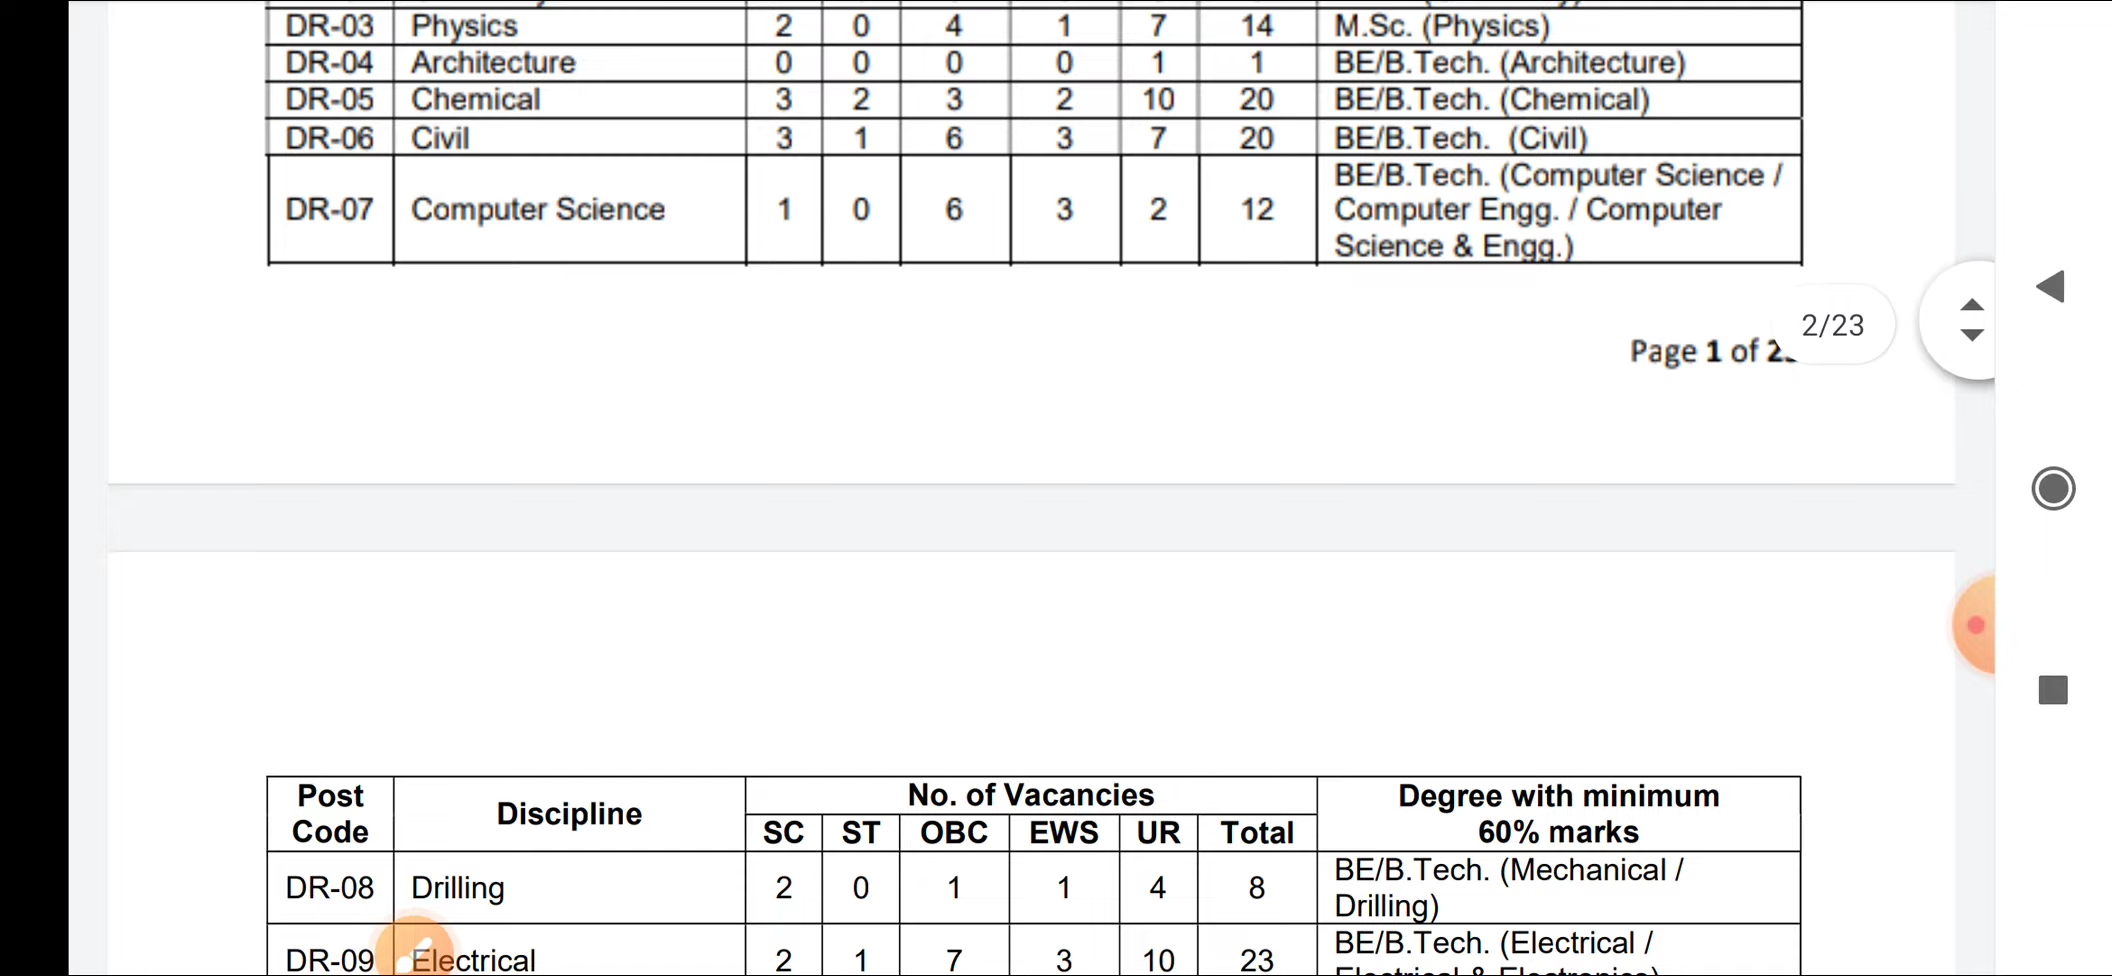 DR-03 Physics 2 0 4 1 7 14 M.Sc. (Physics)
DR-04 Architecture 0 0 0 0 1 1 BE/B.Tech. (Architecture)
DR-05 Chemical 3 2 3 2 10 20 BE/B.Tech. (Chemical)
DR-06 Civil 3 1 6 3 7 20 BE/B.Tech. (Civil)
DR-07 Computer Science 1 0 6 3 2 12 BE/B.Tech. (Computer Science /
Computer Engg. / Computer
Science & Engg.)
2/23
Page 1 of
Post Code Discipline No. of Vacancies Degree with minimum 60% marks
SC ST OBC EWS UR Total
DR-08 Drilling 2 0 1 1 4 8 BE/B.Tech. (Mechanical /
Drilling)
DR-09 Electrical 2 1 7 3 10 23 BE/B.Tech. (Electrical /
Electrical & Electronics)